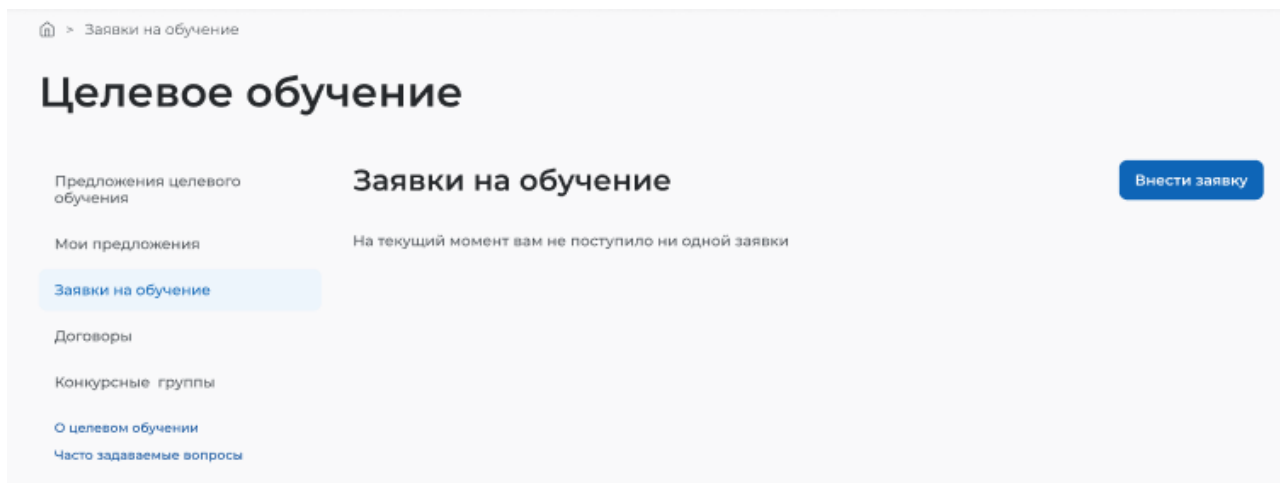 > Заявки на обучение
Целевое обучение
Предложения целевого
обучения
Мои предложения
Заявки на обучение
Договоры
Конкурсные группы
О целевом обучении
Часто задаваемые вопросы
Заявки на обучение
Внести заявку
На текущий момент вам не поступило ни одной заявки